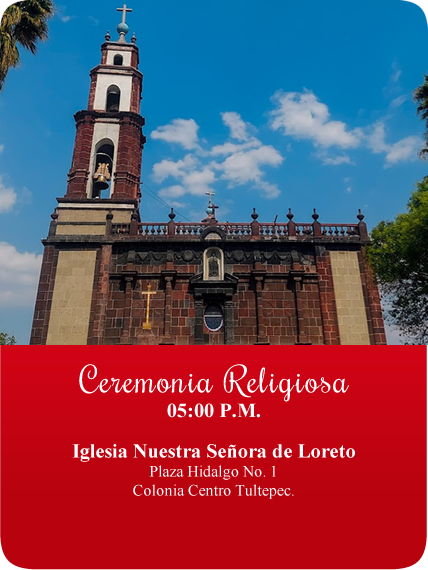 Ceremonia Religiosa
05:00 P.M.
Iglesia Nuestra Señora de Loreto
Plaza Hidalgo No. 1
Colonia Centro Tultepec.